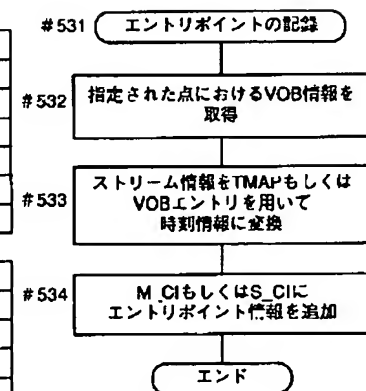 #531 エントリポイントの記録
#532 指定された点におけるVOB情報を
取得
#533 ストリーム情報をTMAPもしくは
VOBエントリを用いて
時刻情報に変換
#534 M_CIもしくはS_CIに
エントリポイント情報を追加
エンド